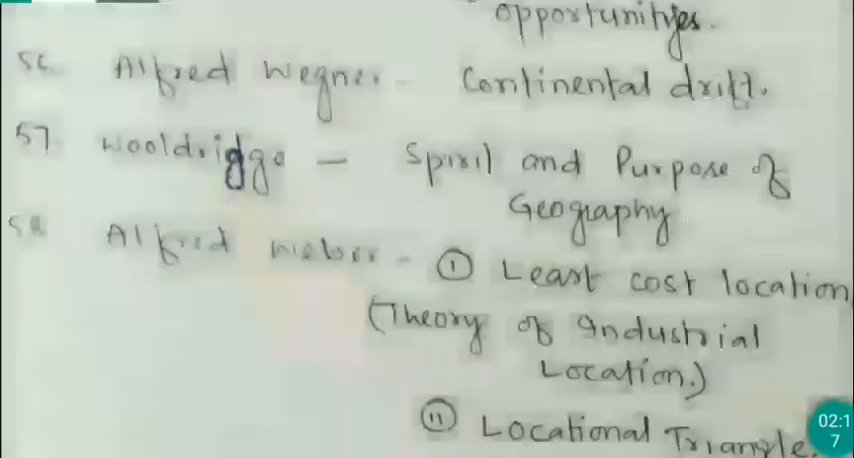 opportunities.
56. Alfred Wegner - Continental drift.
57. Wooldridge - Spirit and Purpose of
Geography
58. Alfred Weber - (i) Least cost location
(Theory of Industrial
Location.)
(ii) Locational Triangle.
02:17